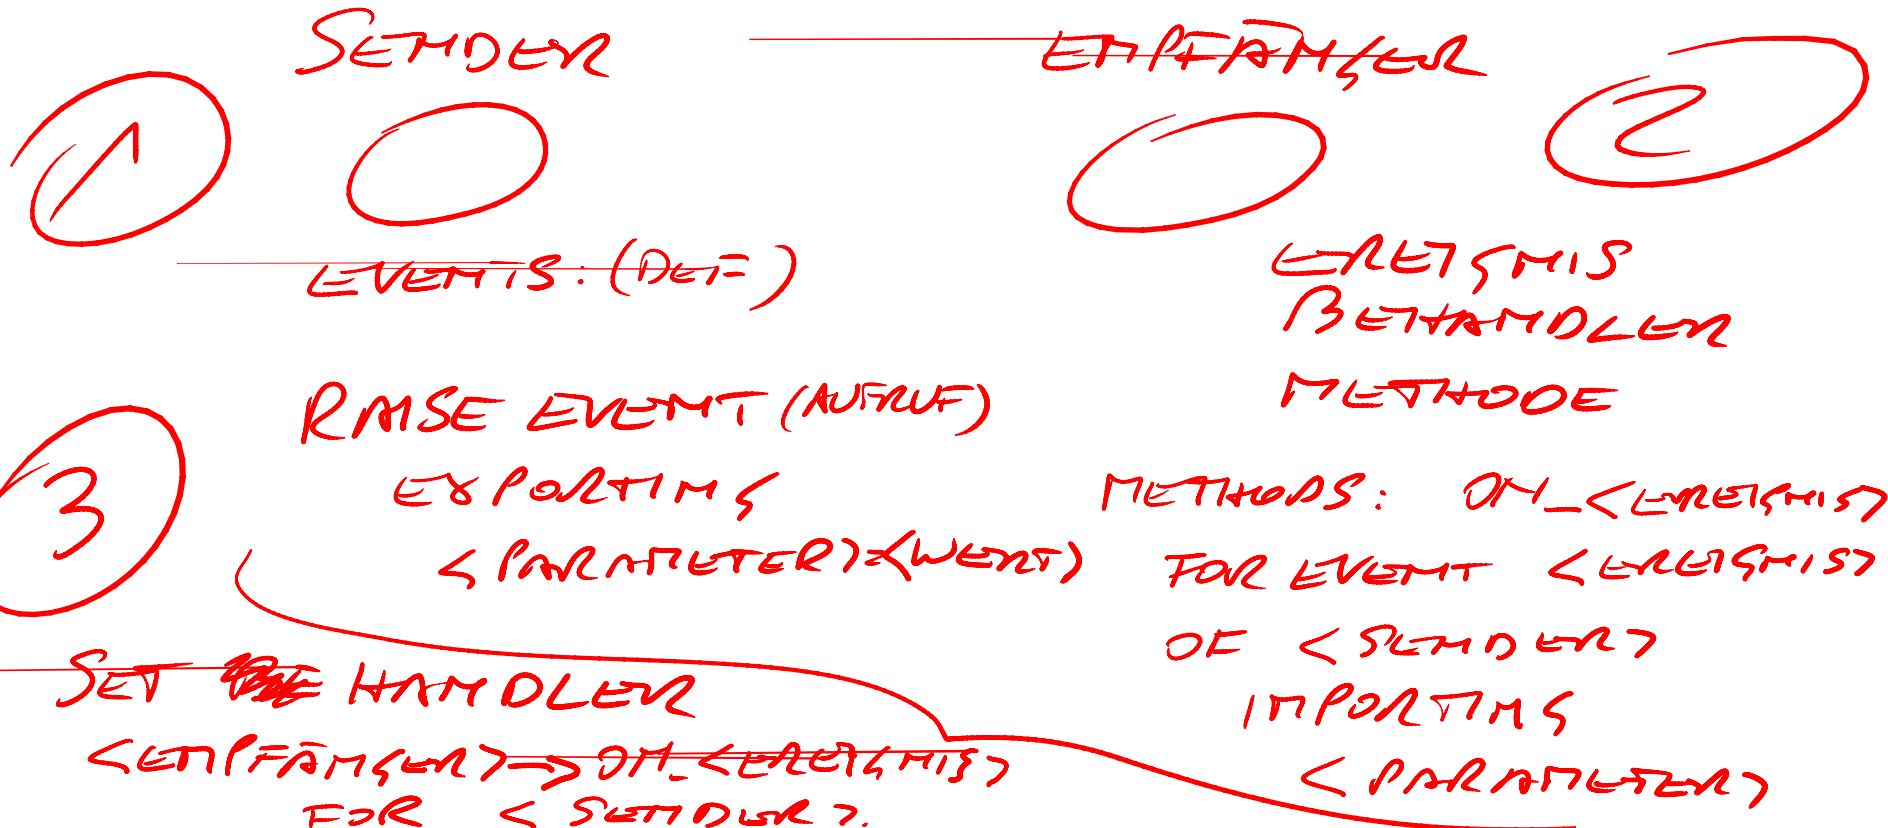 SENDER
EMPFÄNGER
1
2
EVENTS: (DEF)
EREIGNIS
BEHANDLER
METHODE
RAISE EVENT (AUFRUF)
EXPORTING
<PARAMETER>=<WERT>
METHODS: ON_<EREIGNIS>
FOR EVENT <EREIGNIS>
OF <SENDER>
IMPORTING
<PARAMETER>
3
SET HANDLER
<EMPFÄNGER>->ON_<EREIGNIS>
FOR <SENDER>.